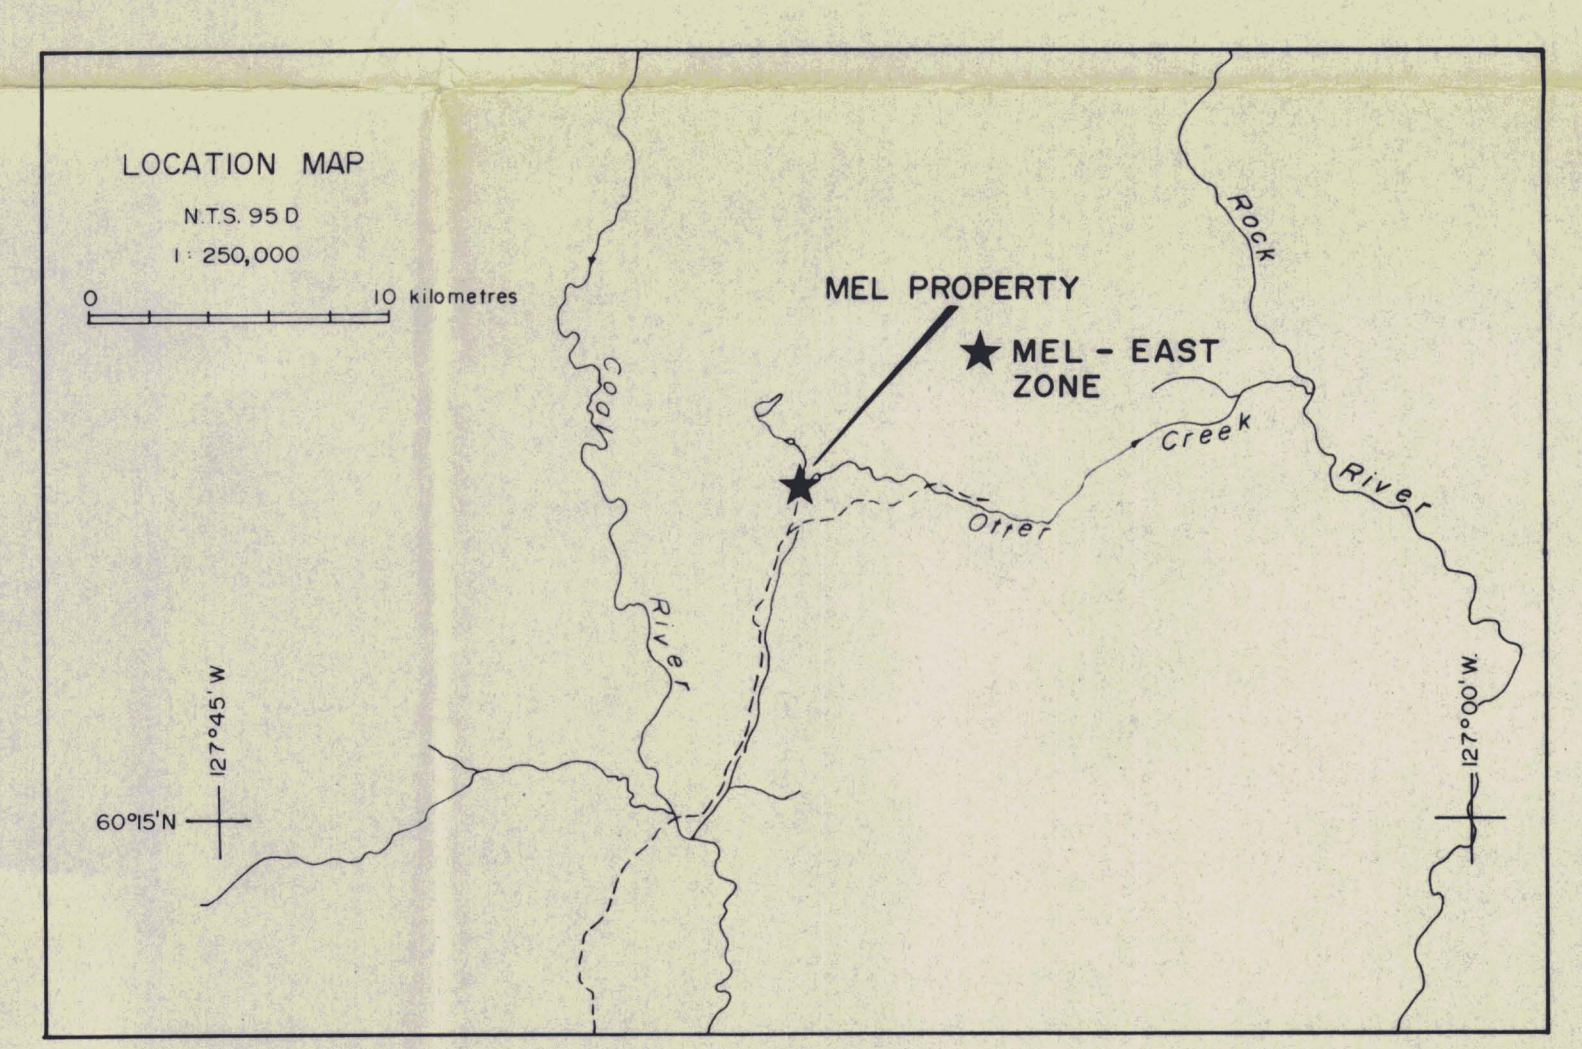 LOCATION MAP
N.T.S. 95 D
1 : 250,000
0 10 kilometres
Rock
MEL PROPERTY
MEL - EAST
ZONE
Coal
Creek
River
Otter
River
127°45' W
127°00' W.
60°15'N